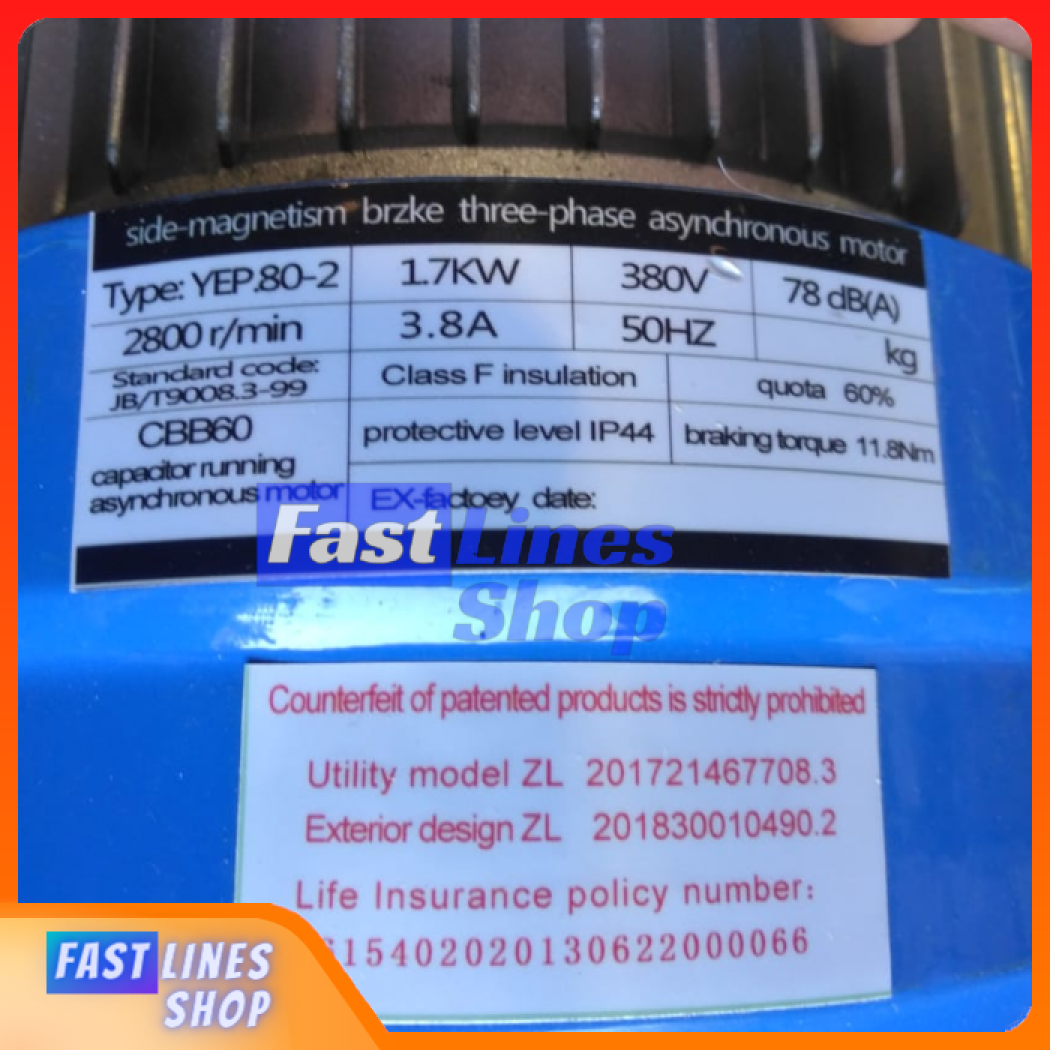 side-magnetism brzke three-phase asynchronous motor
Type: YEP.80-2 1.7KW 380V 78 dB(A)
2800 r/min 3.8A 50HZ kg
Standard code:
JB/T9008.3-99
Class F insulation quota 60%
CBB60
capacitor running
asynchronous motor
protective level IP44 braking torque 11.8Nm
EX-factoey date:
Fast Lines
Shop
Counterfeit of patented products is strictly prohibited
Utility model ZL 201721467708.3
Exterior design ZL 201830010490.2
Life Insurance policy number:
1540202013062200066
FAST LINES
SHOP